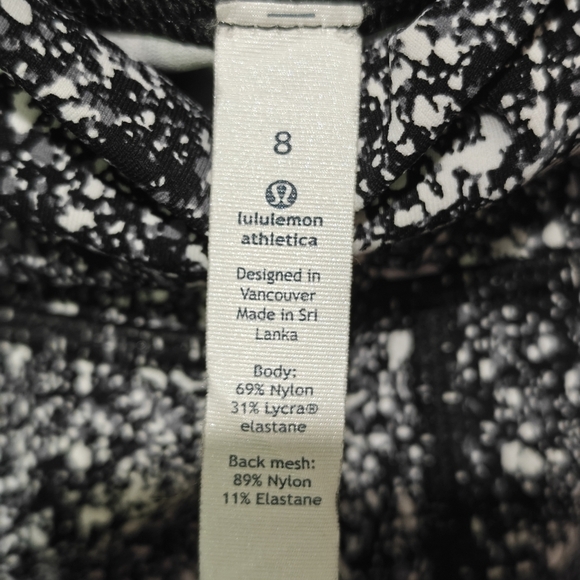 8
lululemon
athletica
Designed in
Vancouver
Made in Sri
Lanka
Body:
69% Nylon
31% Lycra®
elastane
Back mesh:
89% Nylon
11% Elastane